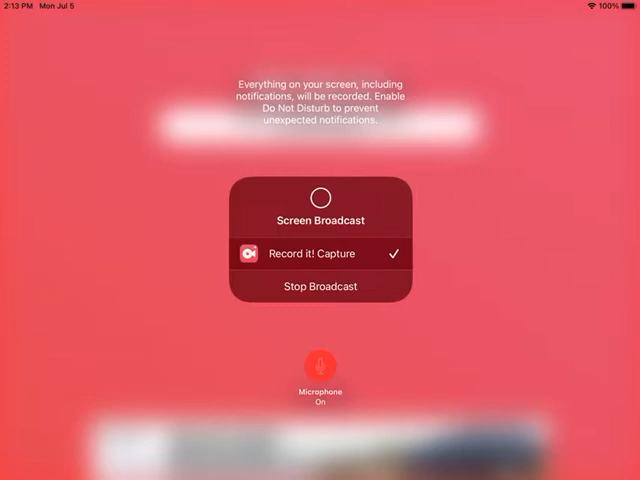 2:13 PM Mon Jul 5
100%
Everything on your screen, including
notifications, will be recorded. Enable
Do Not Disturb to prevent
unexpected notifications.
Screen Broadcast
Record it! Capture
Stop Broadcast
Microphone
On